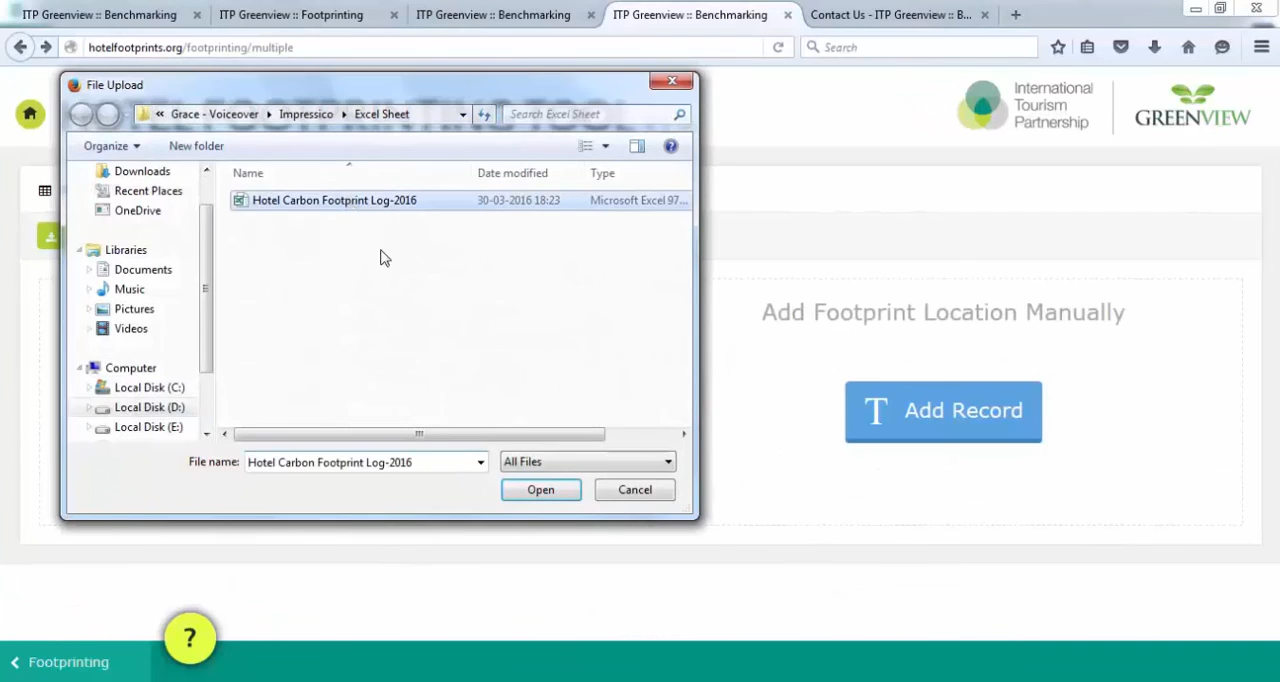 ITP Greenview :: Benchmarking
ITP Greenview :: Footprinting
ITP Greenview :: Benchmarking
ITP Greenview :: Benchmarking
Contact Us - ITP Greenview :: B...
hotelfootprints.org/footprinting/multiple
Search
File Upload
Grace - Voiceover
Impressico
Excel Sheet
Search Excel Sheet
International
Tourism
Partnership
GREENVIEW
Organize
New folder
Downloads
Recent Places
OneDrive
Libraries
Documents
Music
Pictures
Videos
Computer
Local Disk (C:)
Local Disk (D:)
Local Disk (E:)
Name
Date modified
Type
Hotel Carbon Footprint Log-2016
30-03-2016 18:23
Microsoft Excel 97...
File name:
Hotel Carbon Footprint Log-2016
All Files
Open
Cancel
Add Footprint Location Manually
T Add Record
?
Footprinting